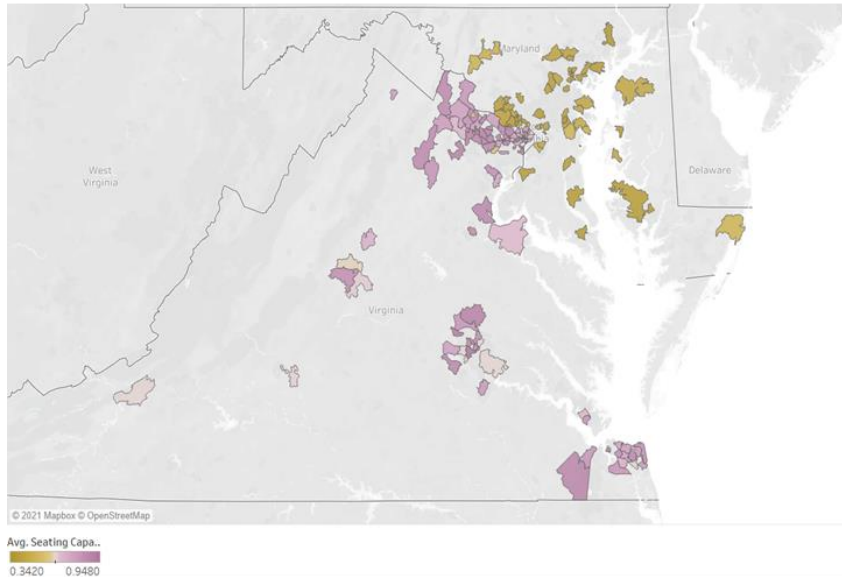 Maryland
West
Virginia
Delaware
Virginia
© 2021 Mapbox © OpenStreetMap
Avg. Seating Capa..
0.3420 0.9480